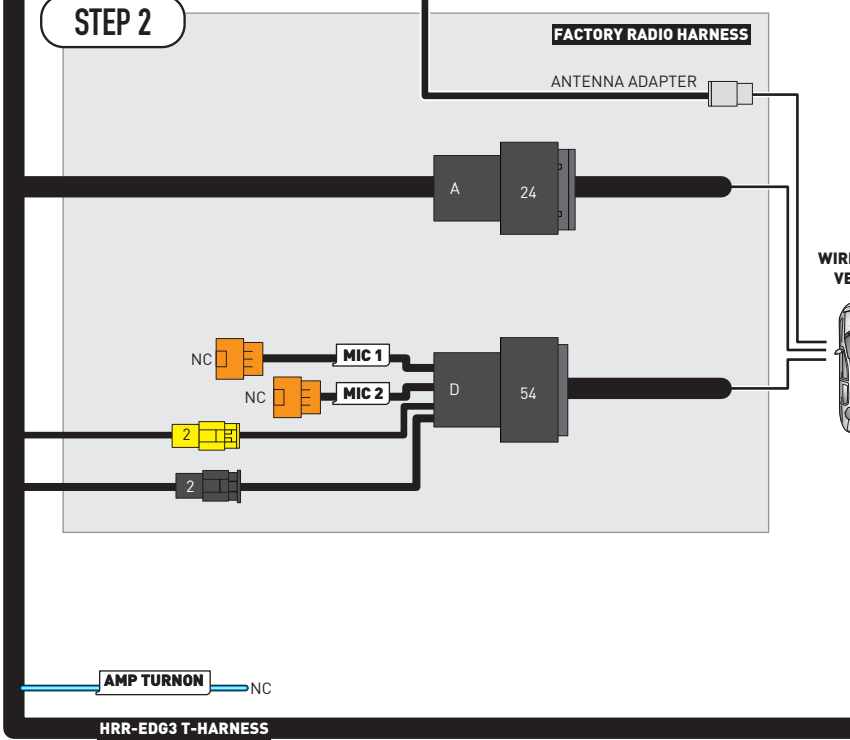 STEP 2
FACTORY RADIO HARNESS
ANTENNA ADAPTER
A
24
NC
MIC 1
NC
MIC 2
D
54
2
2
AMP TURNON
NC
HRR-EDG3 T-HARNESS